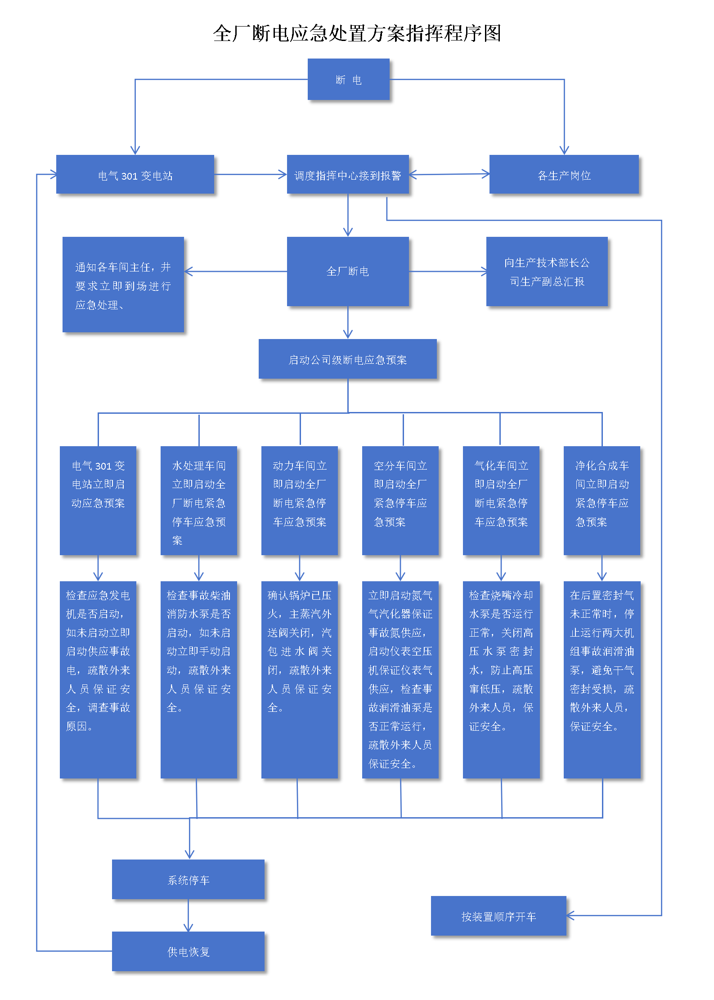 全厂断电应急处置方案指挥程序图
断 电
电气 301 变电站
调度指挥中心接到报警
各生产岗位
通知各车间主任，井
要求立即到场进行
应急处理、
全厂断电
向生产技术部长公
司生产副总汇报
启动公司级断电应急预案
电气 301 变
电站立即启
动应急预案
水处理车间
立即启动全
厂断电紧急
停车应急预
案
动力车间立
即启动全厂
断电紧急停
车应急预案
空分车间立
即启动全厂
紧急停车应
急预案
气化车间立
即启动全厂
断电紧急停
车应急预案
净化合成车
间立即启动
紧急停车应
急预案
检查应急发电
机是否启动，
如未启动立即
启动供应事故
电，疏散外来
人员保证安
全，调查事故
原因。
检查事故柴油
消防水泵是否
启动，如未启
动立即手动启
动，疏散外来
人员保证安
全。
确认锅炉已压
火，主蒸汽外
送阀关闭，汽
包进水阀关
闭，疏散外来
人员保证安
全。
立即启动氮气
气汽化器保证
事故氮供应，
启动仪表空压
机保证仪表气
供应，检查事
故润滑油泵是
否正常运行，
疏散外来人员
保证安全。
检查烧嘴冷却
水泵是否运行
正常，关闭高
压水泵密封
水，防止高压
窜低压，疏散
外来人员，保
证安全。
在后置密封气
未正常时，停
止运行两大机
组事故润滑油
泵，避免干气
密封受损，疏
散外来人员，
保证安全。
系统停车
按装置顺序开车
供电恢复